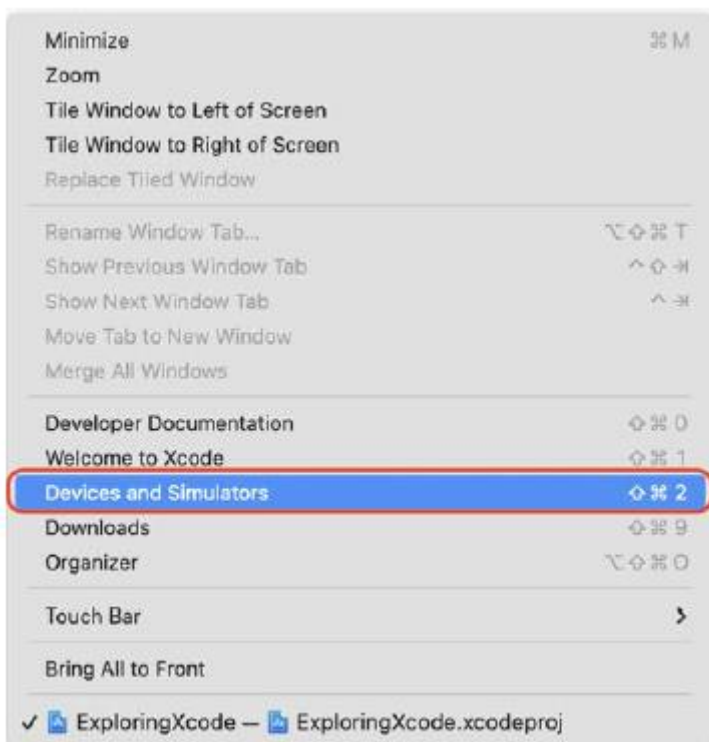 Minimize ⌘ M
Zoom
Tile Window to Left of Screen
Tile Window to Right of Screen
Replace Tiled Window
Rename Window Tab... ⌥⇧⌘ T
Show Previous Window Tab ^⇧⇥
Show Next Window Tab ^⇥
Move Tab to New Window
Merge All Windows
Developer Documentation ⇧⌘ 0
Welcome to Xcode ⇧⌘ 1
Devices and Simulators ⇧⌘ 2
Downloads ⇧⌘ 9
Organizer ⌥⇧⌘ O
Touch Bar
Bring All to Front
✓ ExploringXcode — ExploringXcode.xcodeproj